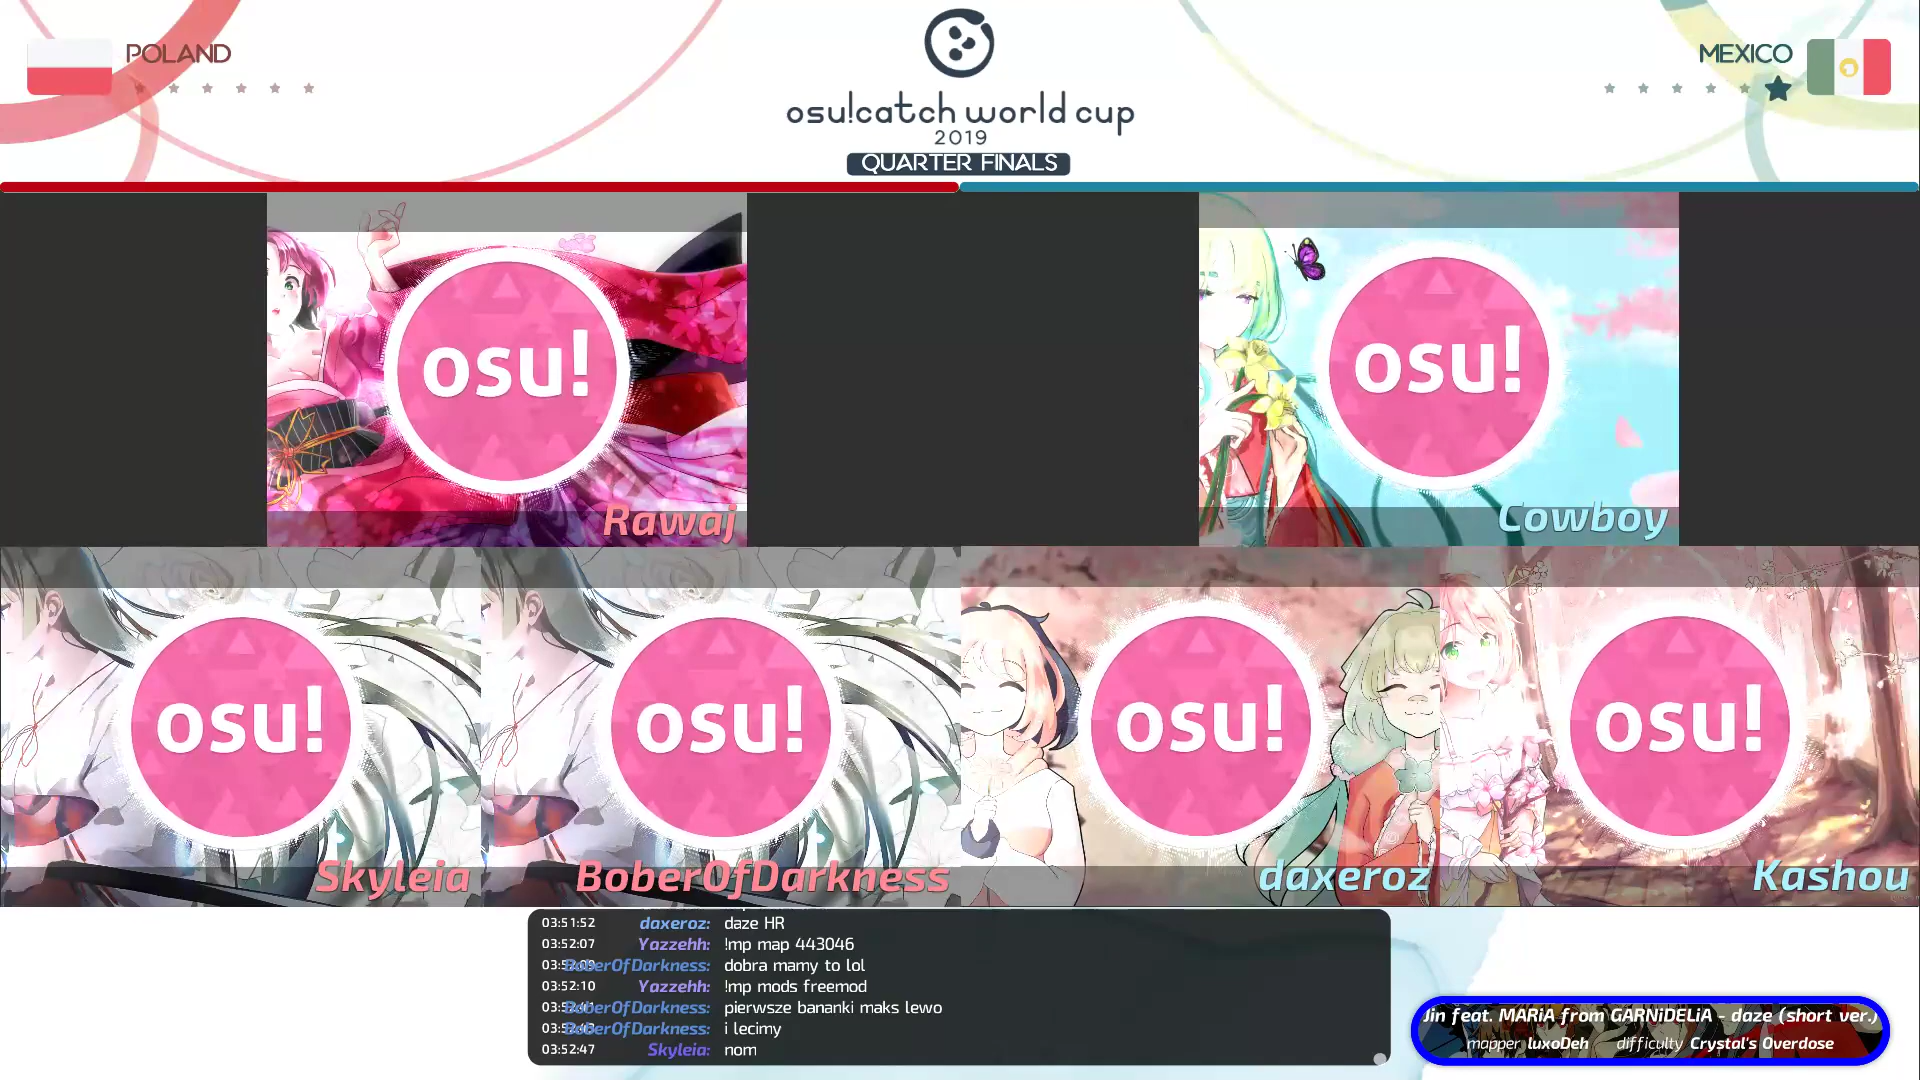 POLAND
MEXICO
osu!catch world cup
2019
QUARTER FINALS
osu!
Rawaj
osu!
Cowboy
osu!
Skyleia
osu!
BoberOfDarkness
osu!
daxeroz
osu!
Kashou
03:51:52 daxeroz: daze HR
03:52:07 Yazzehh: !mp map 443046
BoberOfDarkness: dobra mamy to lol
03:52:10 Yazzehh: !mp mods freemod
BoberOfDarkness: pierwsze bananki maks lewo
BoberOfDarkness: i lecimy
03:52:47 Skyleia: nom
Jin feat. MARiA from GARNiDELiA - daze (short ver.)
mapper luxoDeh difficulty Crystal's Overdose